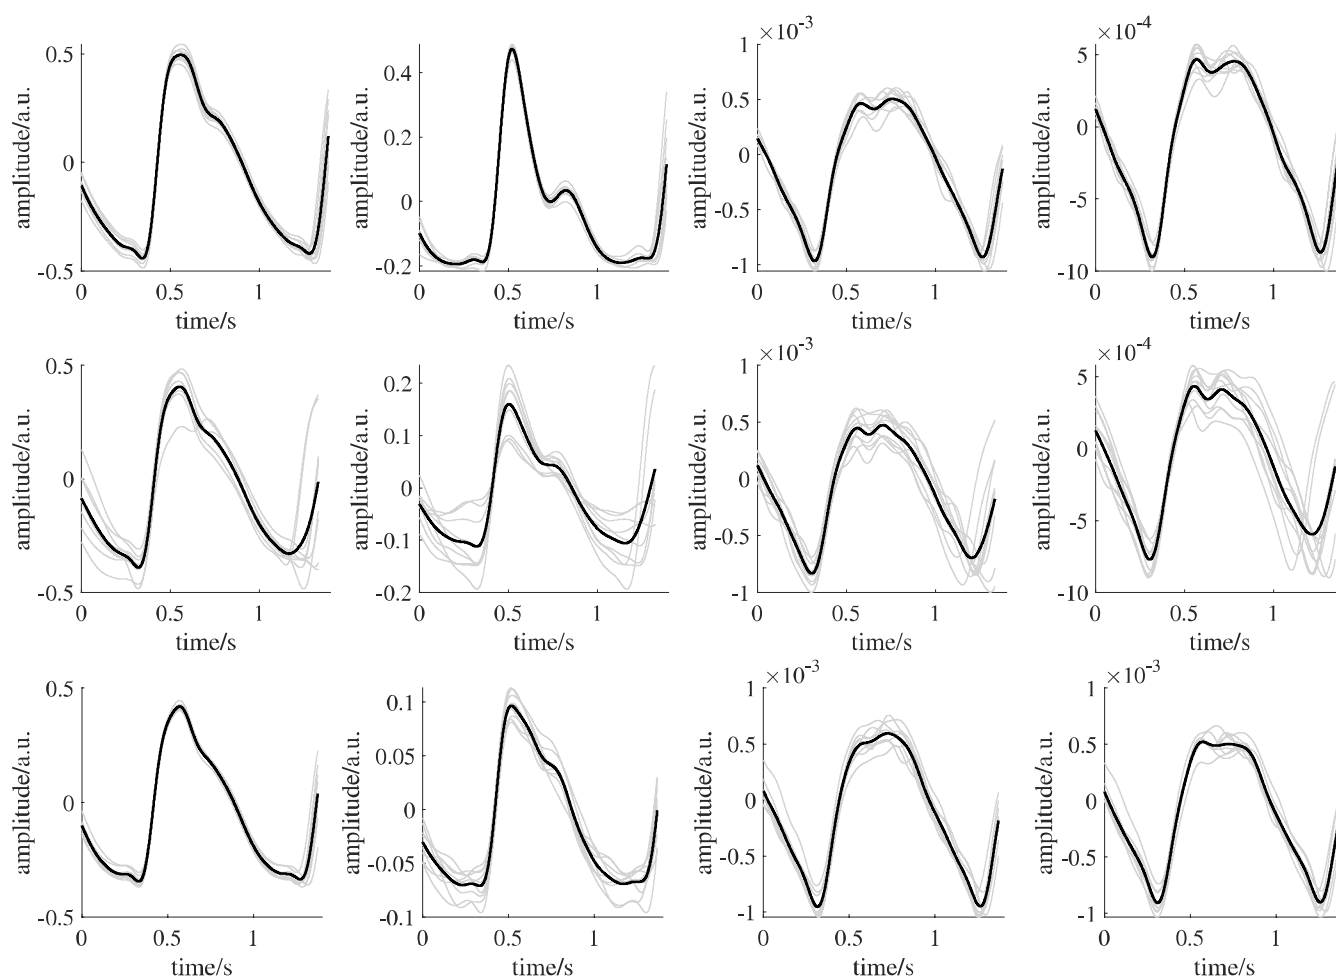 ×10⁻³ ×10⁻⁴
0.5 0 -0.5 amplitude/a.u. 0 0.5 1 time/s
0.4 0.2 0 -0.2 amplitude/a.u. 0 0.5 1 time/s
1 0.5 0 -0.5 -1 amplitude/a.u. 0 0.5 1 time/s
5 0 -5 -10 amplitude/a.u. 0 0.5 1 time/s
×10⁻³ ×10⁻⁴
0.5 0 -0.5 amplitude/a.u. 0 0.5 1 time/s
0.2 0.1 0 -0.1 -0.2 amplitude/a.u. 0 0.5 1 time/s
1 0.5 0 -0.5 -1 amplitude/a.u. 0 0.5 1 time/s
5 0 -5 -10 amplitude/a.u. 0 0.5 1 time/s
×10⁻³ ×10⁻³
0.5 0 -0.5 amplitude/a.u. 0 0.5 1 time/s
0.1 0.05 0 -0.05 -0.1 amplitude/a.u. 0 0.5 1 time/s
1 0.5 0 -0.5 -1 amplitude/a.u. 0 0.5 1 time/s
1 0.5 0 -0.5 -1 amplitude/a.u. 0 0.5 1 time/s